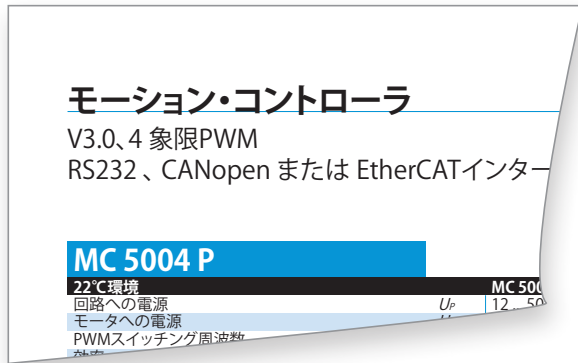 モーション・コントローラ
V3.0、4 象限PWM
RS232 、 CANopen または EtherCATインター
MC 5004 P
22℃環境 MC 500
回路への電源 UP 12 .. 50
モータへの電源
PWMスイッチング周波数